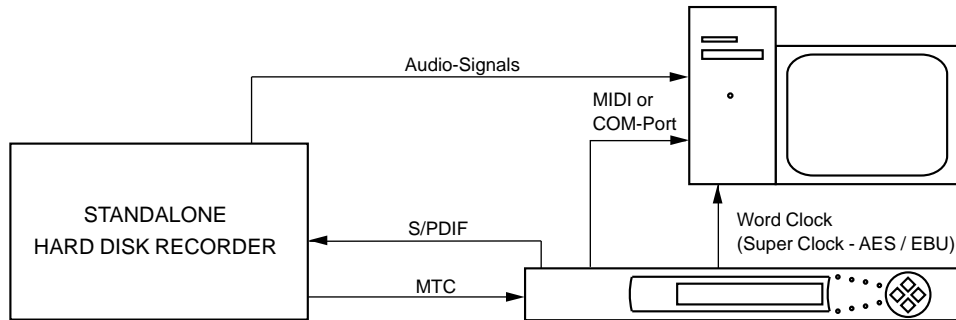 Audio-Signals
MIDI or
COM-Port
STANDALONE
HARD DISK RECORDER
S/PDIF
Word Clock
(Super Clock - AES / EBU)
MTC